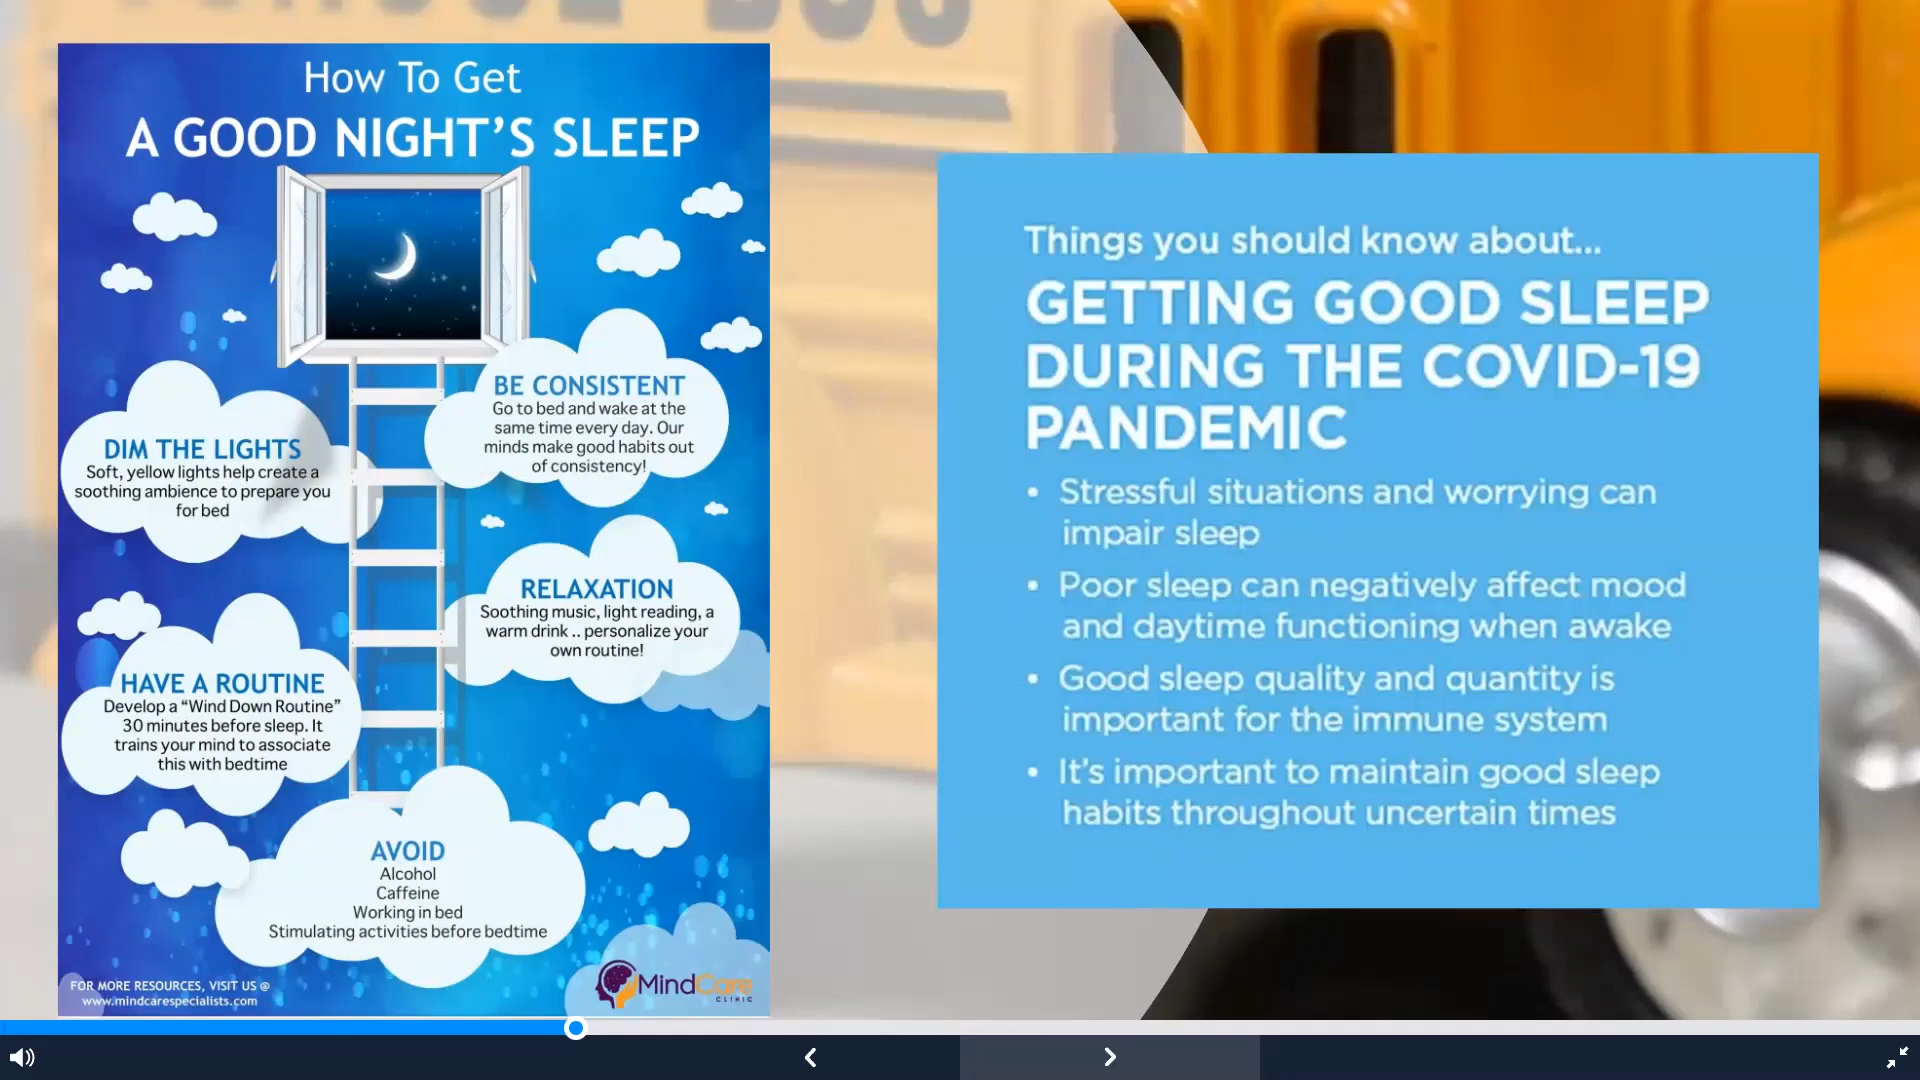 SCHOOL BUS
How To Get
A GOOD NIGHT'S SLEEP
BE CONSISTENT
Go to bed and wake at the
same time every day. Our
minds make good habits out
of consistency!
DIM THE LIGHTS
Soft, yellow lights help create a
soothing ambience to prepare you
for bed
RELAXATION
Soothing music, light reading, a
warm drink .. personalize your
own routine!
HAVE A ROUTINE
Develop a “Wind Down Routine”
30 minutes before sleep. It
trains your mind to associate
this with bedtime
AVOID
Alcohol
Caffeine
Working in bed
Stimulating activities before bedtime
FOR MORE RESOURCES, VISIT US @
www.mindcarespecialists.com
MindCare
CLINIC
Things you should know about...
GETTING GOOD SLEEP
DURING THE COVID-19
PANDEMIC
• Stressful situations and worrying can
impair sleep
• Poor sleep can negatively affect mood
and daytime functioning when awake
• Good sleep quality and quantity is
important for the immune system
• It's important to maintain good sleep
habits throughout uncertain times